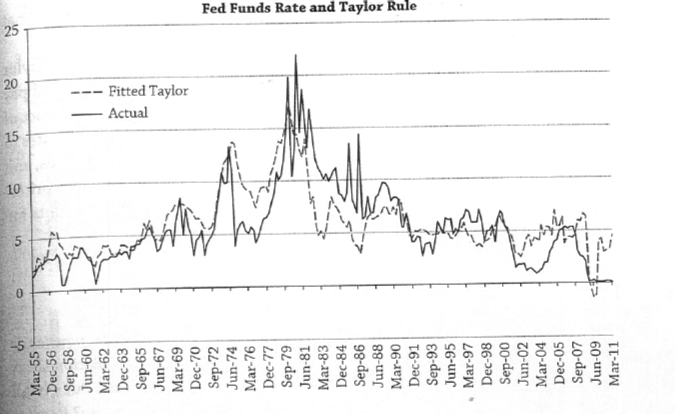 Fed Funds Rate and Taylor Rule
25
20
15
10
5
0
-5
Fitted Taylor
Actual
Mar-55
Dec-56
Sep-58
Jun-60
Mar-62
Dec-63
Sep-65
Jun-67
Mar-69
Dec-70
Sep-72
Jun-74
Mar-76
Dec-77
Sep-79
Jun-81
Mar-83
Dec-84
Sep-86
Jun-88
Mar-90
Dec-91
Sep-93
Jun-95
Mar-97
Dec-98
Sep-00
Jun-02
Mar-04
Dec-05
Sep-07
Jun-09
Mar-11